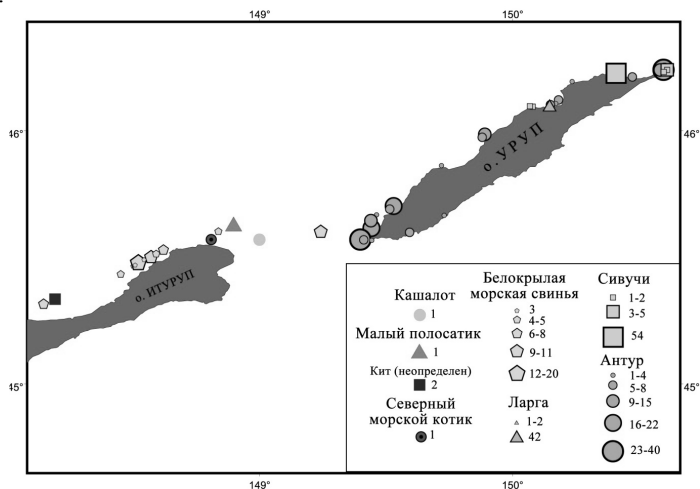 149°
150°
46°
46°
о. УРУП
о. ИТУРУП
45°
45°
149°
150°
Кашалот
1
Малый полосатик
1
Кит (неопределен)
2
Северный
морской котик
1
Белокрылая
морская свинья
3
4-5
6-8
9-11
12-20
Ларга
1-2
42
Сивучи
1-2
3-5
54
Антур
1-4
5-8
9-15
16-22
23-40